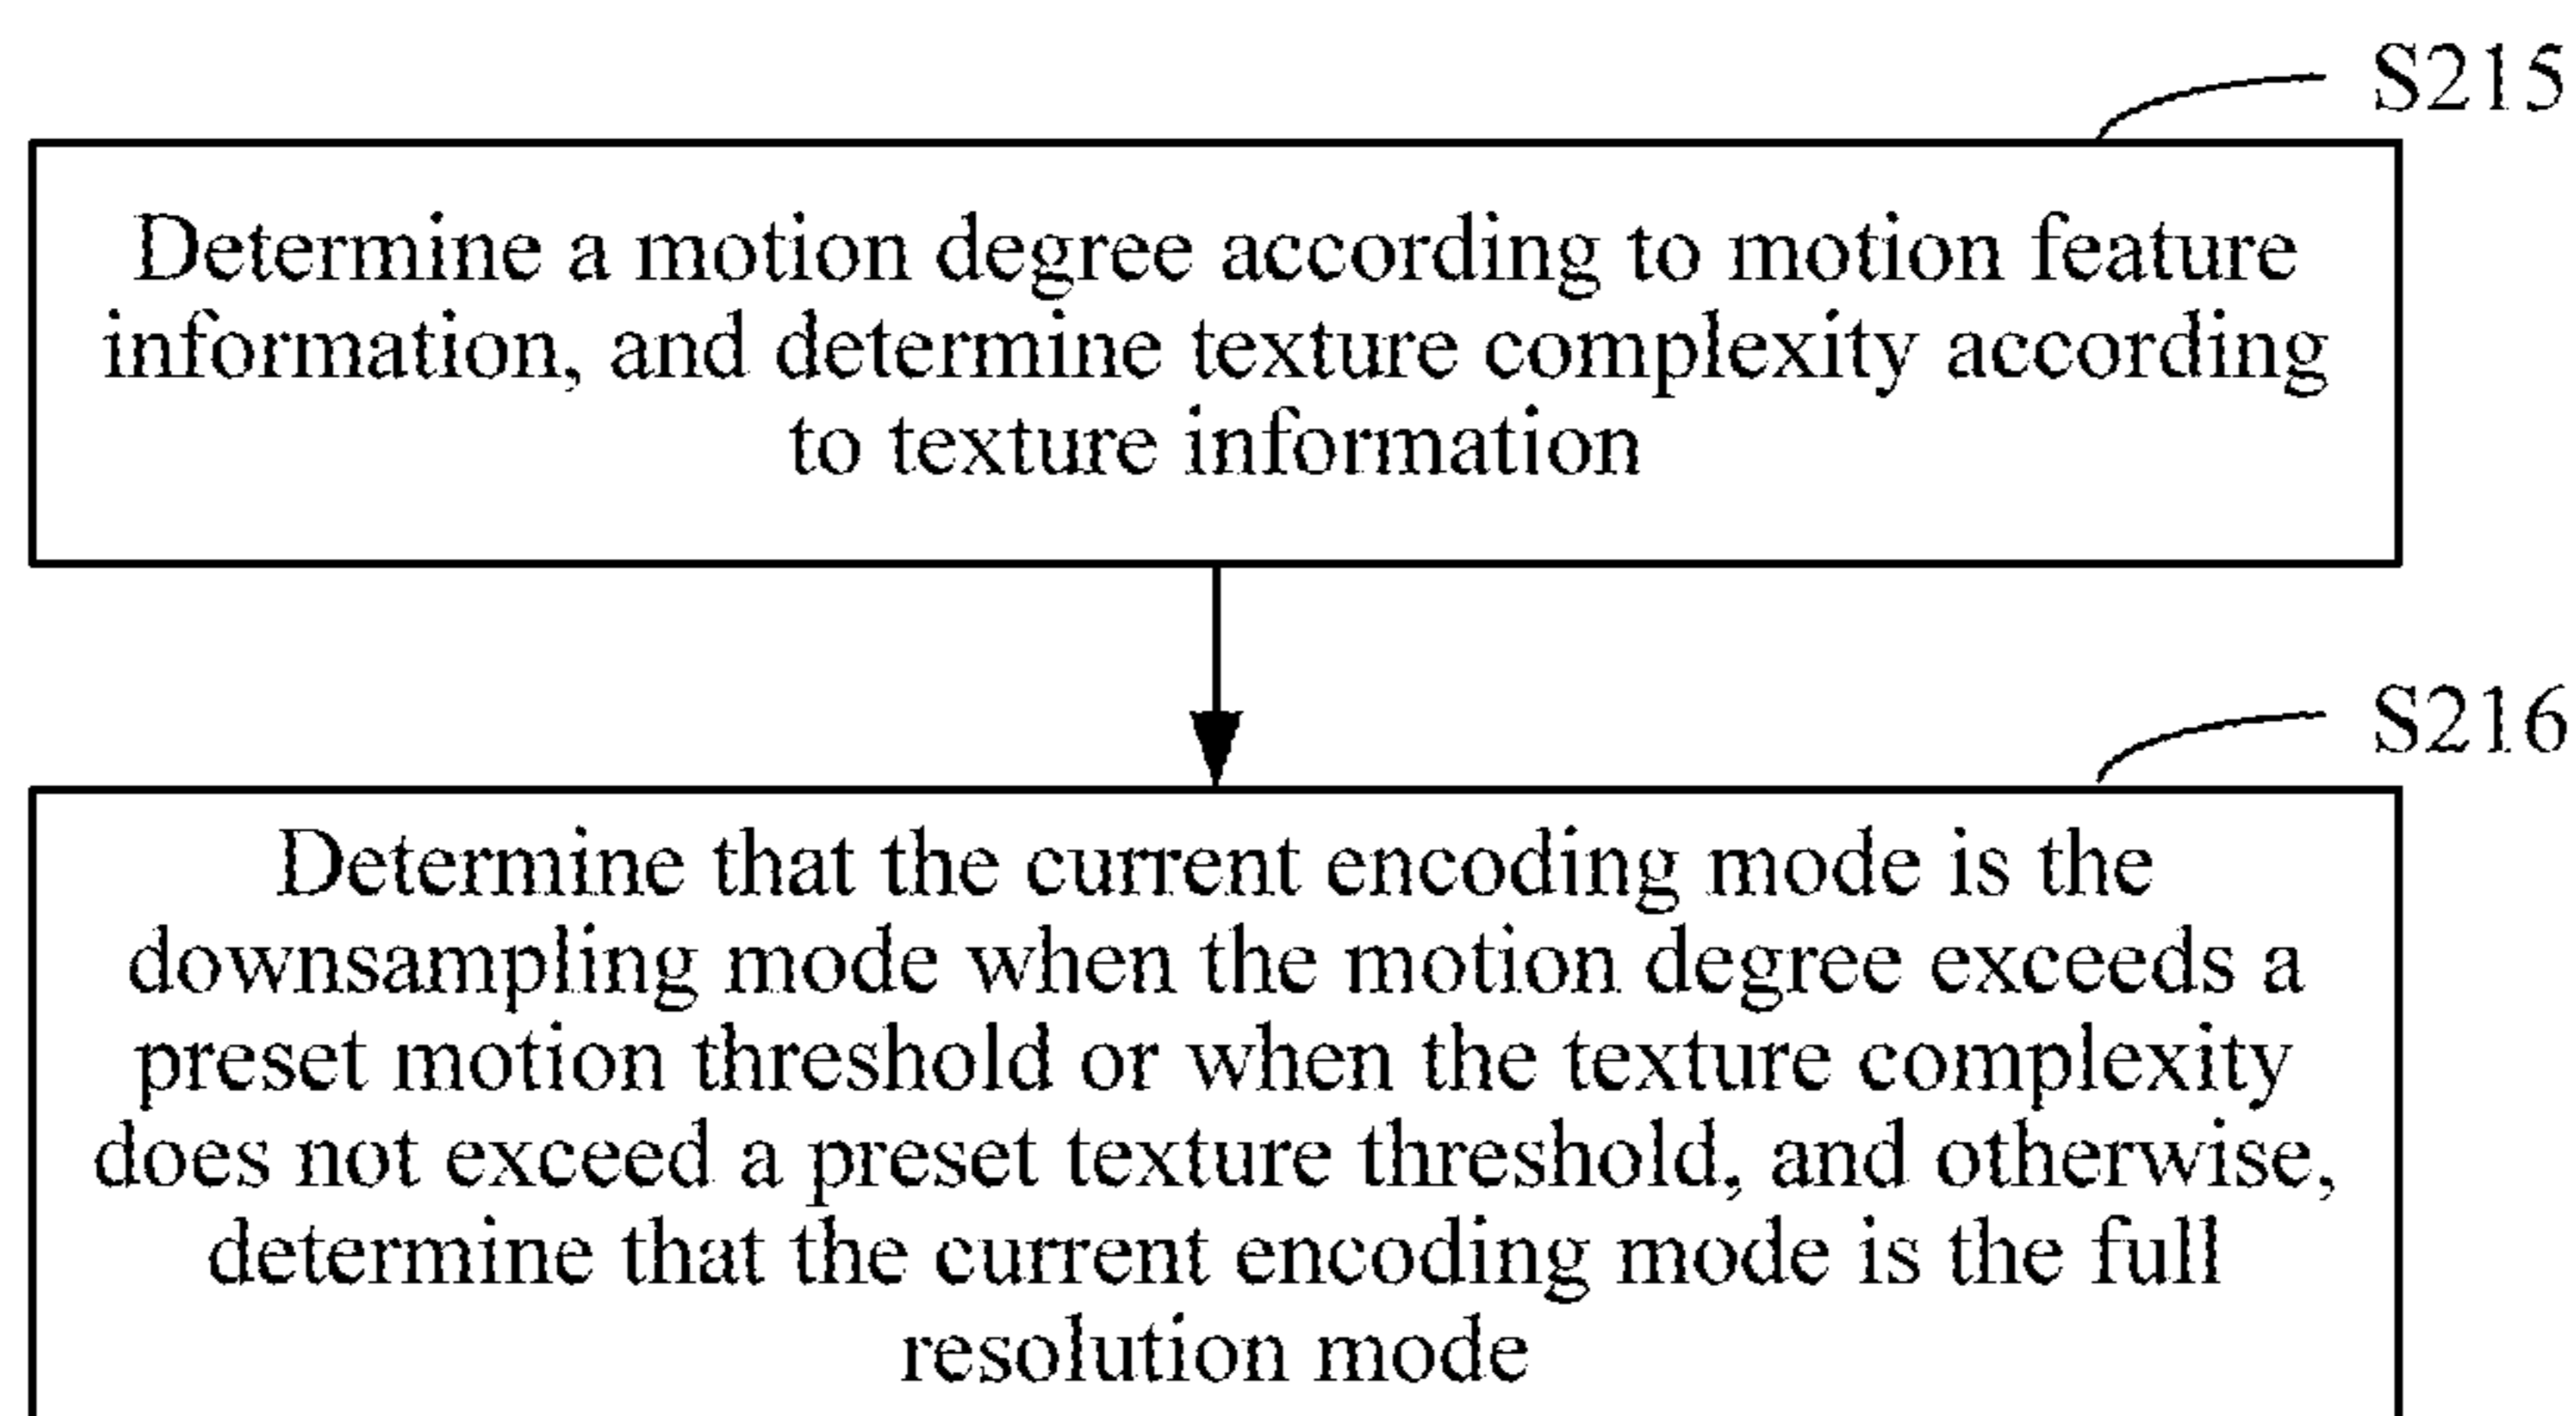 S215
Determine a motion degree according to motion feature
information, and determine texture complexity according
to texture information
S216
Determine that the current encoding mode is the
downsampling mode when the motion degree exceeds a
preset motion threshold or when the texture complexity
does not exceed a preset texture threshold, and otherwise,
determine that the current encoding mode is the full
resolution mode